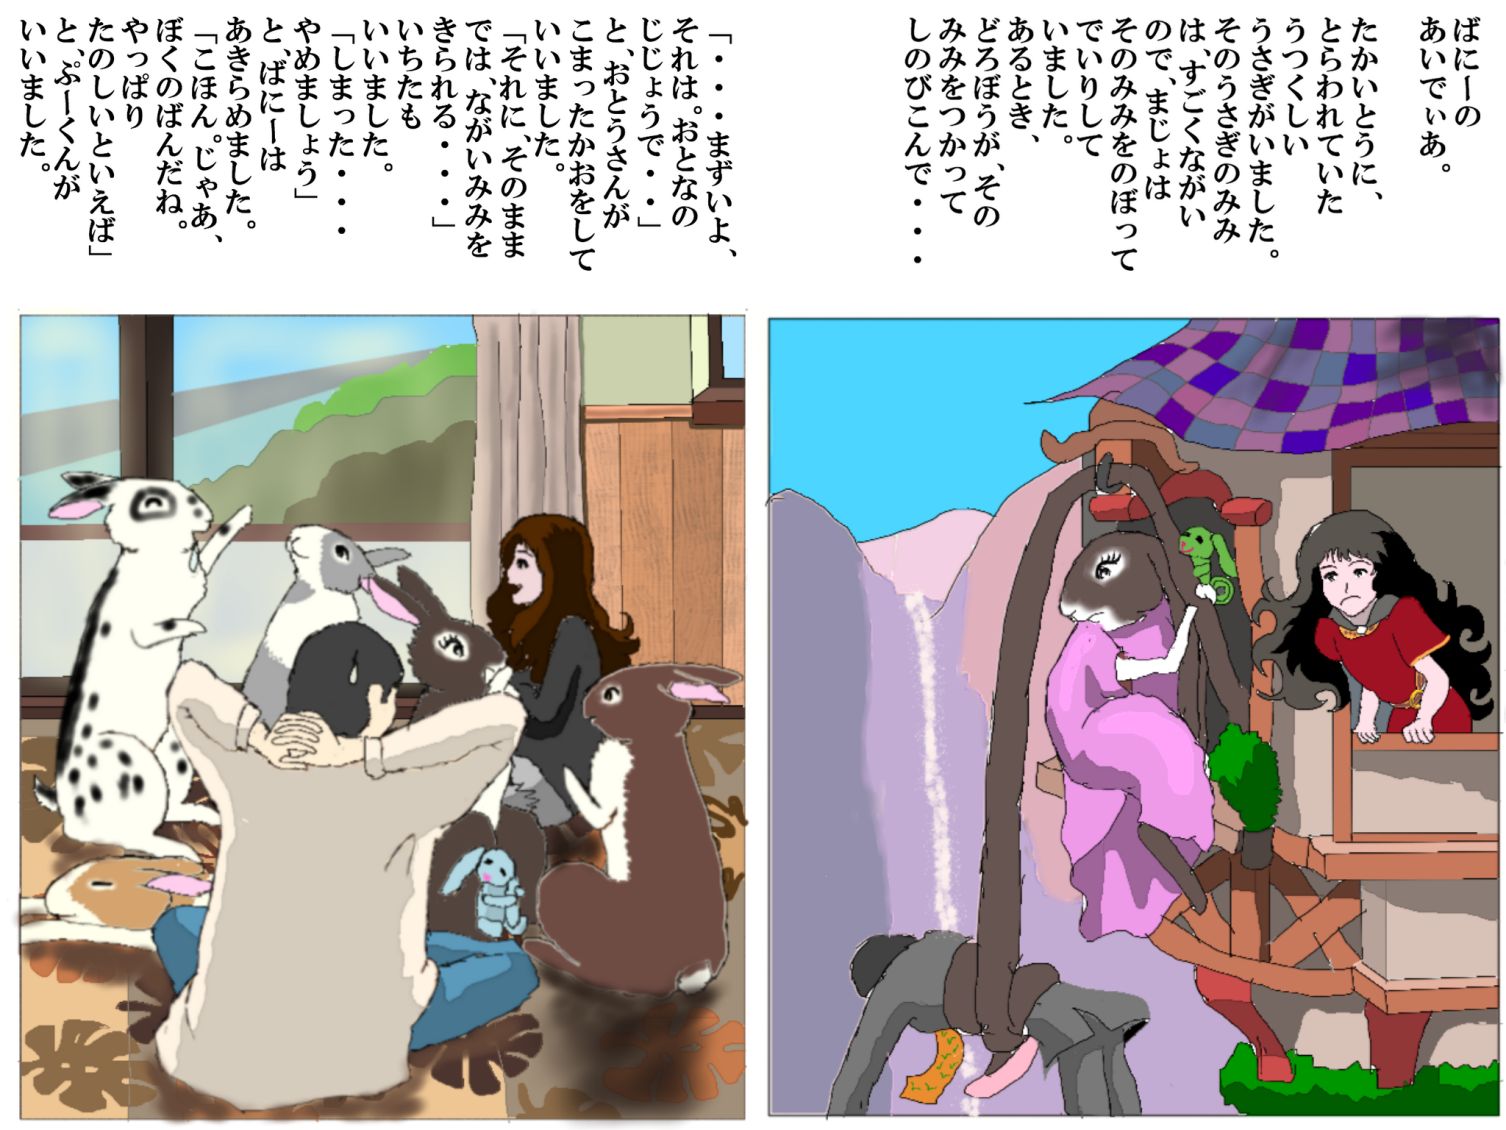 ばにーの
あいでぃあ。
たかいとうに、
とらわれていた
うつくしい
うさぎがいました。
そのうさぎのみみ
は、すごくながい
ので、まじょは
そのみみをのぼって
でいりして
いました。
あるとき、
どろぼうが、その
みみをつかって
しのびこんで・・・
「・・・まずいよ、
それは。おとなの
じじょうで・・」
と、おとうさんが
こまったかおをして
いいました。
「それに、そのまま
では、ながいみみを
きられる・・・」
いちたも
いいました。
「しまった・・・
やめましょう」
と、ばにーは
あきらめました。
「こほん。じゃあ、
ぼくのばんだね。
やっぱり
たのしいといえば」
と、ぷーくんが
いいました。